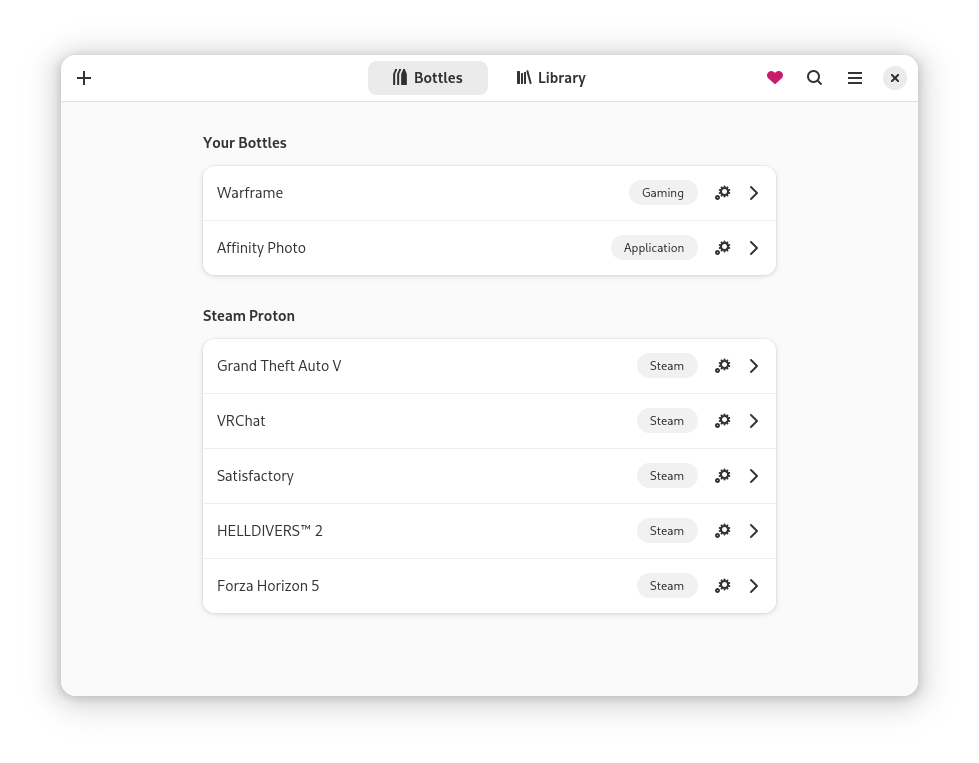 Bottles
Library
Your Bottles
Warframe Gaming
Affinity Photo Application
Steam Proton
Grand Theft Auto V Steam
VRChat Steam
Satisfactory Steam
HELLDIVERS™ 2 Steam
Forza Horizon 5 Steam